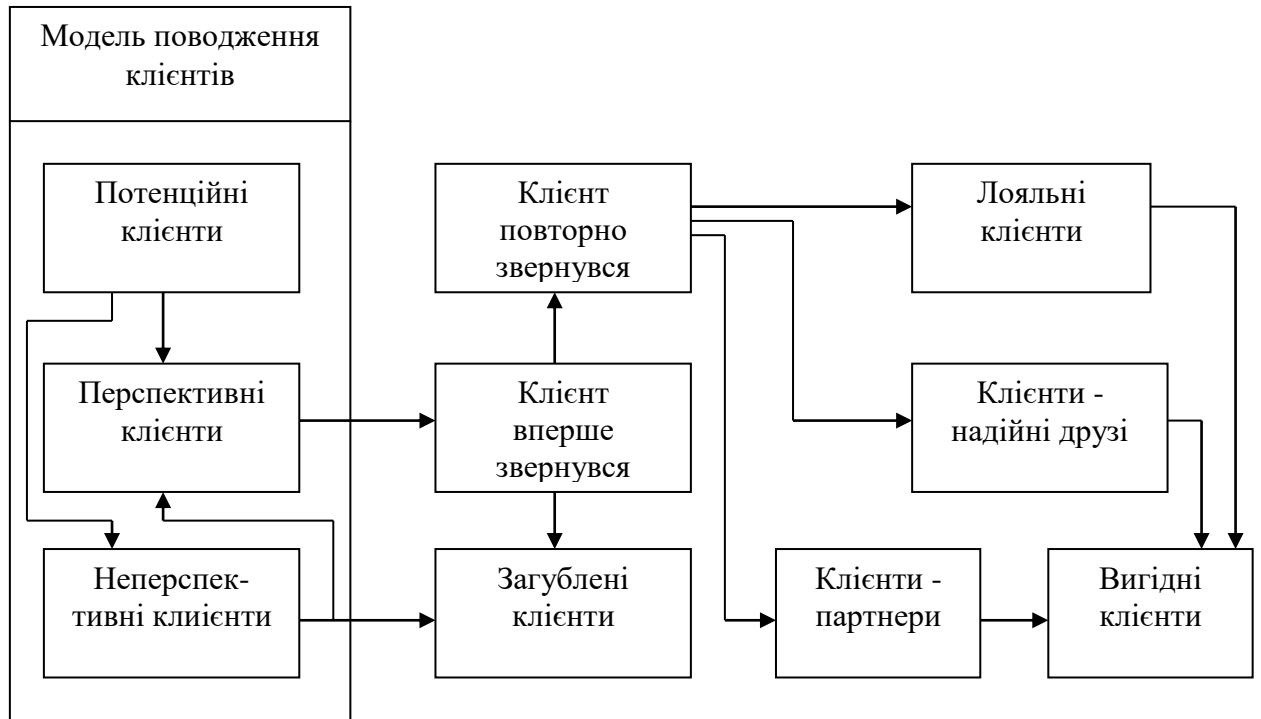 Модель поводження
клієнтів
Потенційні
клієнти
Клієнт
повторно
звернувся
Лояльні
клієнти
Перспективні
клієнти
Клієнт
вперше
звернувся
Клієнти -
надійні друзі
Неперспек-
тивні клиієнти
Загублені
клієнти
Клієнти -
партнери
Вигідні
клієнти